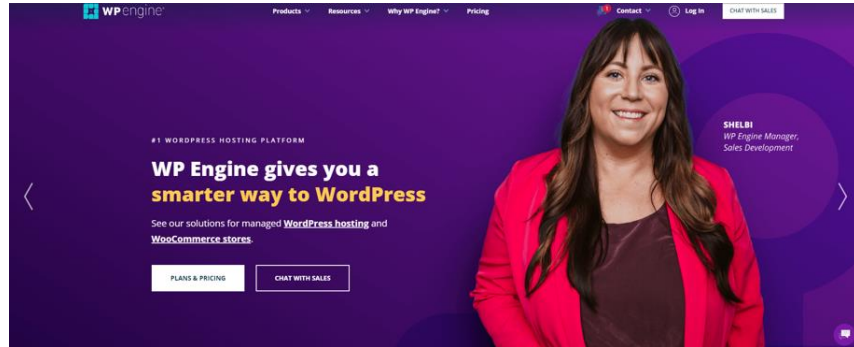 WP engine
Products Resources Why WP Engine? Pricing 1 Contact Log In CHAT WITH SALES
#1 WORDPRESS HOSTING PLATFORM
WP Engine gives you a
smarter way to WordPress
See our solutions for managed WordPress hosting and
WooCommerce stores.
PLANS & PRICING CHAT WITH SALES
SHELBI
WP Engine Manager,
Sales Development